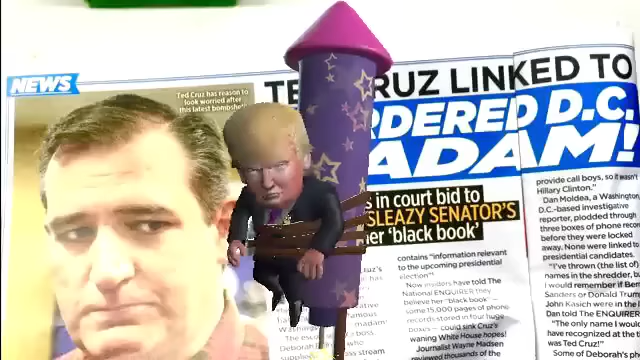 NEWS
Ted Cruz has reason to
look worried after
this latest bombshell
TED CRUZ LINKED TO
RDERED D.C.
ADAM!
s in court bid to
SLEAZY SENATOR'S
er 'black book'
contains "information relevant
to the upcoming presidential
election"
Now insiders have told The
National ENQUIRER they
believe her "black book" —
some 15,000 pages of phone
records stored in four huge
boxes — could sink Cruz's
waning White House hopes!
Journalist Wayne Madsen
reviewed thousands of the
provide call boys, so it wasn't
Hillary Clinton."
Dan Moldea, a Washington,
D.C.-based investigative
reporter, plodded through
three boxes of phone records
before they were locked
away. None were linked to
presidential candidates.
"I've thrown (the list of)
names in the shredder, but
I would remember if Bernie
Sanders or Donald Trump
John Kasich were in the l
Dan told The ENQUIRER
"The only name I would
have recognized at the ti
was Ted Cruz!"
Some of Deborah's